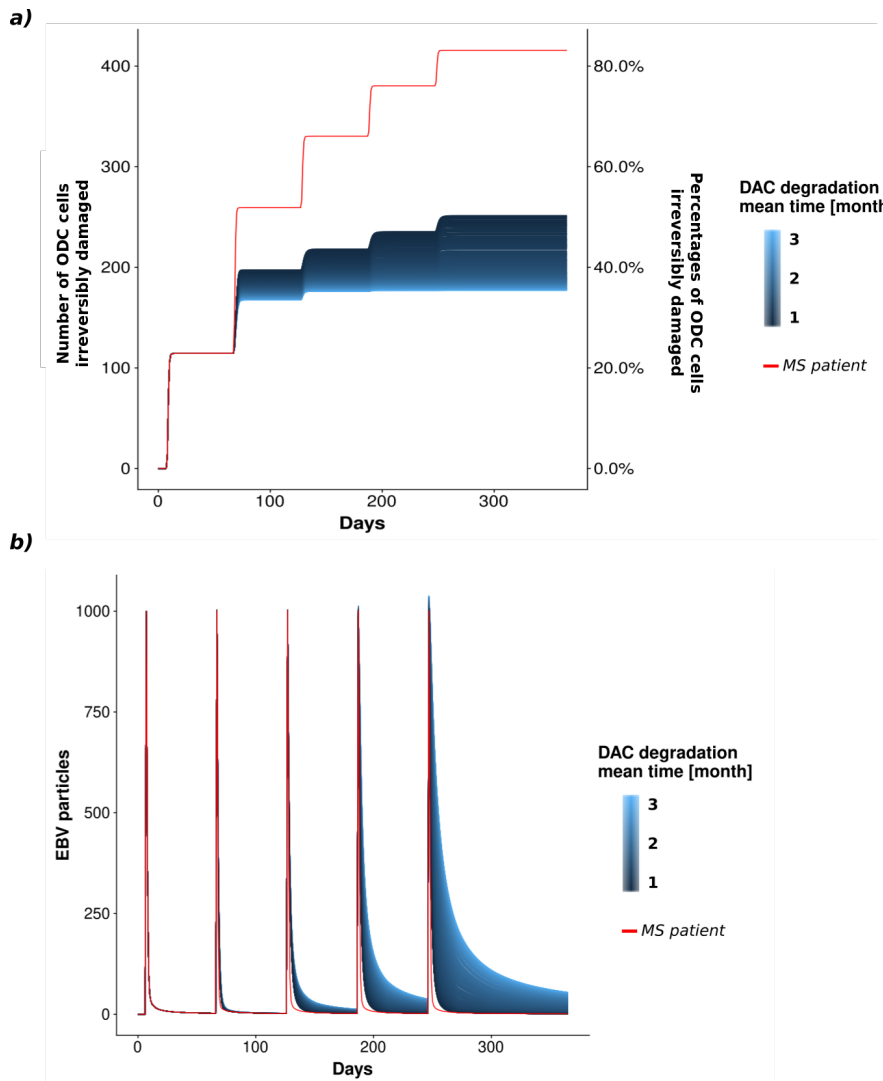 a)
400
300
200
100
0
Number of ODC cells
irreversibly damaged
80.0%
60.0%
40.0%
20.0%
0.0%
Percentages of ODC cells
irreversibly damaged
0
100
200
300
Days
DAC degradation
mean time [month
3
2
1
MS patient
b)
1000
750
500
250
0
EBV particles
0
100
200
300
Days
DAC degradation
mean time [month]
3
2
1
MS patient